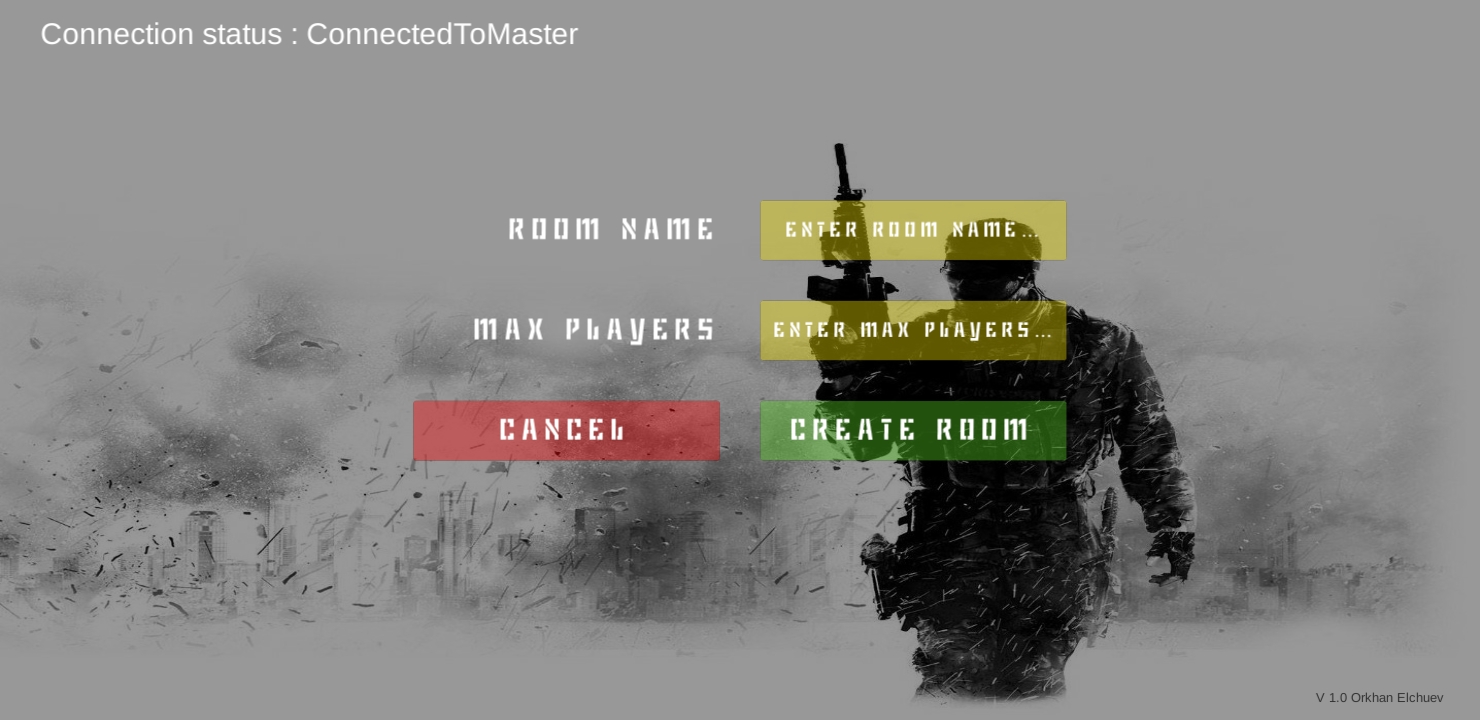 Connection status : ConnectedToMaster
ROOM NAME
ENTER ROOM NAME...
MAX PLAYERS
ENTER MAX PLAYERS...
CANCEL
CREATE ROOM
V 1.0 Orkhan Elchuev